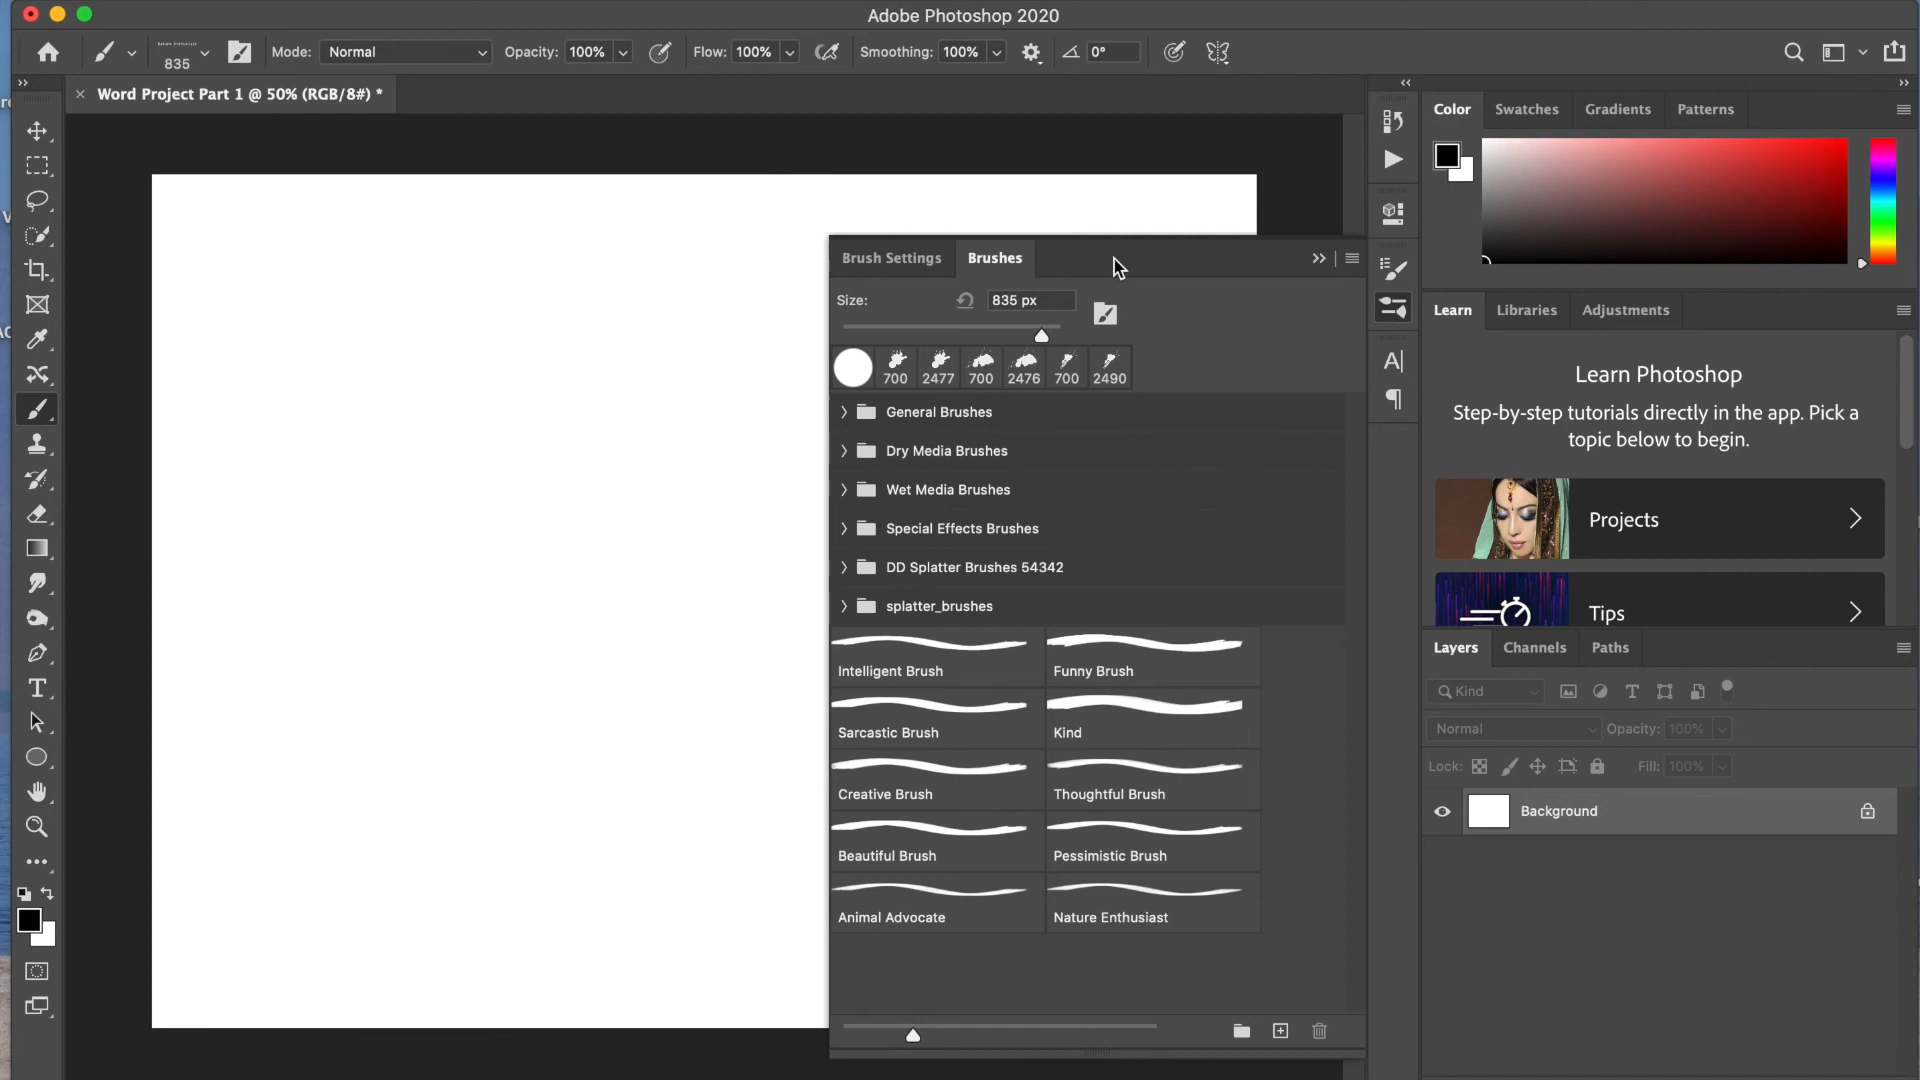 Adobe Photoshop 2020
835
Mode: Normal
Opacity: 100%
Flow: 100%
Smoothing: 100%
0°
× Word Project Part 1 @ 50% (RGB/8#) *
Brush Settings
Brushes
Size:
835 px
700
2477
700
2476
700
2490
General Brushes
Dry Media Brushes
Wet Media Brushes
Special Effects Brushes
DD Splatter Brushes 54342
splatter_brushes
Intelligent Brush
Funny Brush
Sarcastic Brush
Kind
Creative Brush
Thoughtful Brush
Beautiful Brush
Pessimistic Brush
Animal Advocate
Nature Enthusiast
Color
Swatches
Gradients
Patterns
Learn
Libraries
Adjustments
Learn Photoshop
Step-by-step tutorials directly in the app. Pick a
topic below to begin.
Projects
Tips
Layers
Channels
Paths
Kind
Normal
Opacity: 100%
Lock:
Fill: 100%
Background